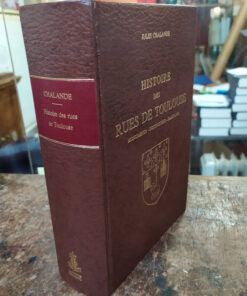 CHALANDE
Histoire des rues
de Toulouse
JULES CHALANDE
HISTOIRE
DES
RUES DE TOULOUSE